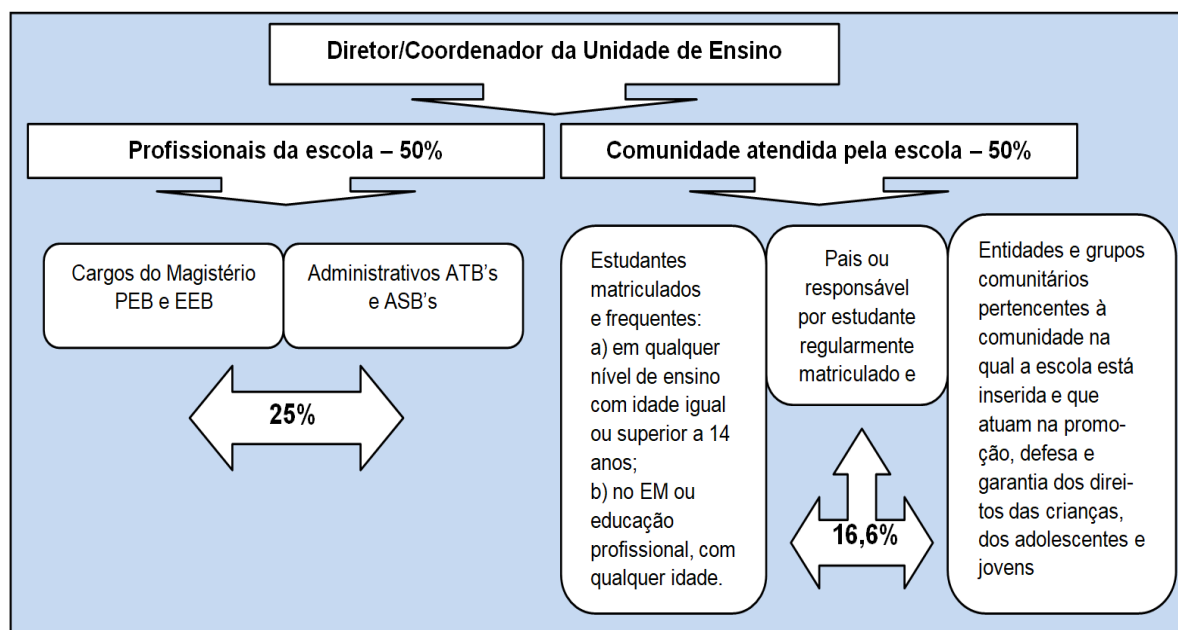 Diretor/Coordenador da Unidade de Ensino
Profissionais da escola – 50%
Comunidade atendida pela escola – 50%
Cargos do Magistério
PEB e EEB
Administrativos ATB’s
e ASB’s
25%
Estudantes
matriculados
e frequentes:
a) em qualquer
nível de ensino
com idade igual
ou superior a 14
anos;
b) no EM ou
educação
profissional, com
qualquer idade.
Pais ou
responsável
por estudante
regularmente
matriculado e
16,6%
Entidades e grupos
comunitários
pertencentes à
comunidade na
qual a escola está
inserida e que
atuam na promo-
ção, defesa e
garantia dos direi-
tos das crianças,
dos adolescentes e
jovens